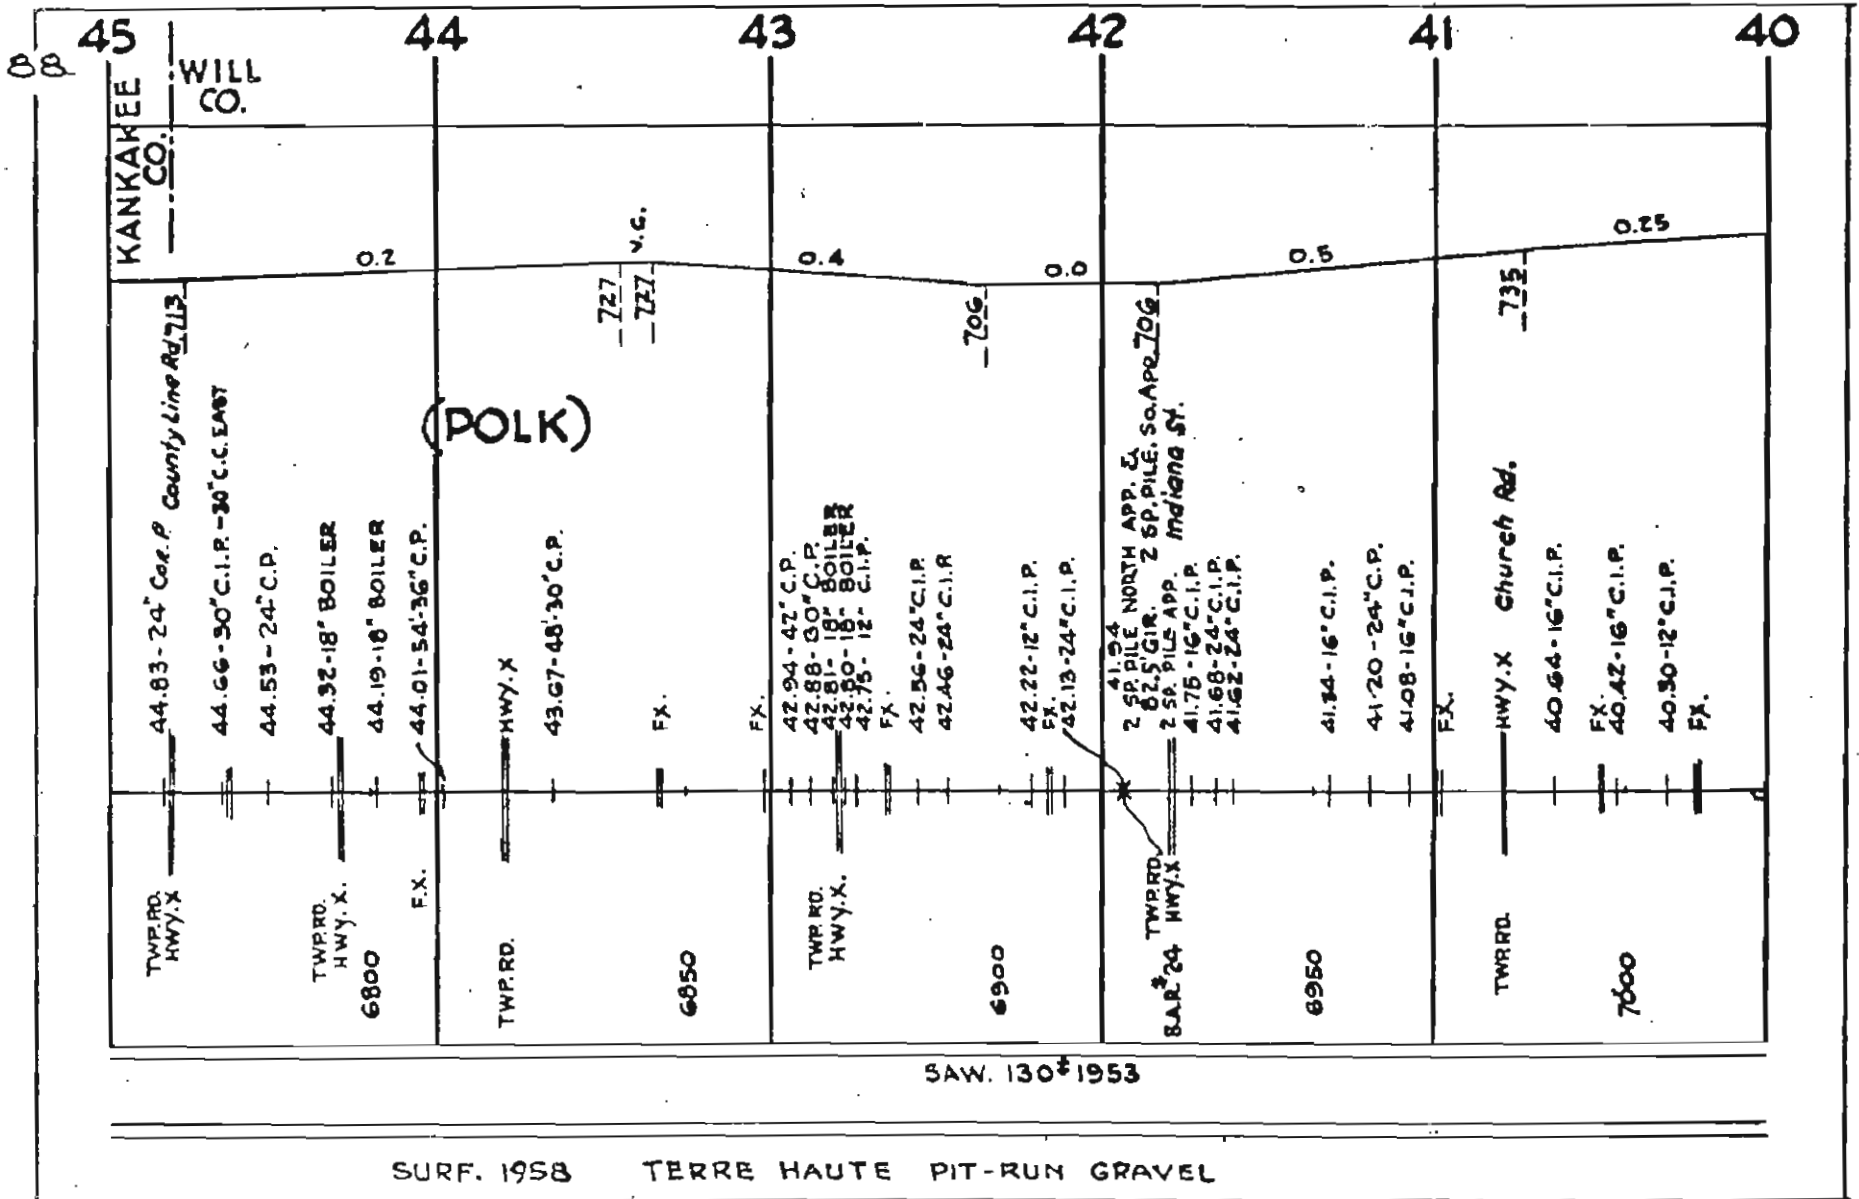 88
45 44 43 42 41 40
KANKAKEE
CO.
WILL
CO.
0.2
V.C.
0.4
0.0
0.5
0.25
713
727
727
706
706
735
(POLK)
44.83-24" COR.P.
County Line Rd.
44.66-30"C.I.P.-30"C.C. EAST
44.53-24"C.P.
44.32-18" BOILER
44.19-18" BOILER
44.01-54'-36"C.P.
HWY.X
43.67-48'-30"C.P.
FX.
FX.
42.94-42"C.P.
42.88-30"C.P.
42.81-18" BOILER
42.80-18" BOILER
42.75-12" C.I.P.
FX.
42.56-24"C.I.P.
42.46-24"C.I.P.
42.22-12"C.I.P.
FX.
42.13-24"C.I.P.
41.94
2 SP. PILE NORTH APP. &
82.5'GIR. 2 SP. PILE. So. APR.
2 SP. PILE APP.
Indiana St.
41.75-16"C.I.P.
41.68-24"C.I.P.
41.62-24"C.I.P.
41.34-16"C.I.P.
41.20-24"C.P.
41.08-16"C.I.P.
FX.
HWY.X Church Rd.
40.64-16"C.I.P.
FX.
40.42-16"C.I.P.
40.30-12"C.I.P.
FX.
TWP.RD.
HWY.X
TWP.RD.
HWY.X.
6800
F.X.
TWP.RD.
6850
TWP.RD.
HWY.X.
6900
TWP.RD.
B.A.R.#24 HWY.X
6950
TWP.RD.
7000
SAW. 130# 1953
SURF. 1958 TERRE HAUTE PIT-RUN GRAVEL